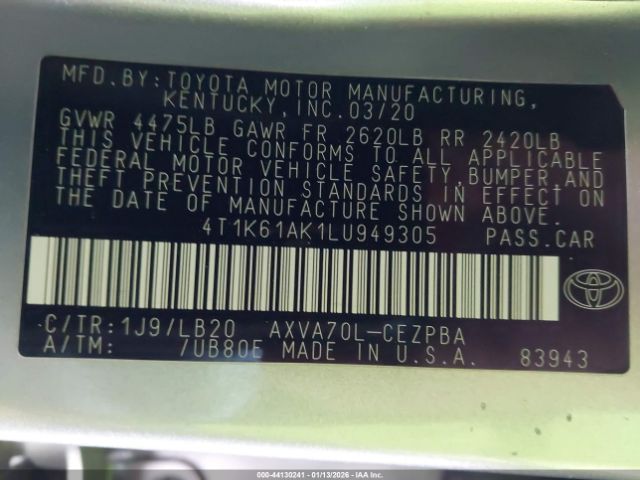 MFD.BY:TOYOTA MOTOR MANUFACTURING,
KENTUCKY,INC.03/20
GVWR 4475LB GAWR FR 2620LB RR 2420LB
THIS VEHICLE CONFORMS TO ALL APPLICABLE
FEDERAL MOTOR VEHICLE SAFETY,BUMPER AND
THEFT PREVENTION STANDARDS IN EFFECT ON
THE DATE OF MANUFACTURE SHOWN ABOVE.
4T1K61AK1LU949305 PASS.CAR
C/TR:1J9/LB20 AXVA70L-CEZPBA
A/TM: /UB80E MADE IN U.S.A. 83943
000-44130241 - 01/13/2026 - IAA Inc.